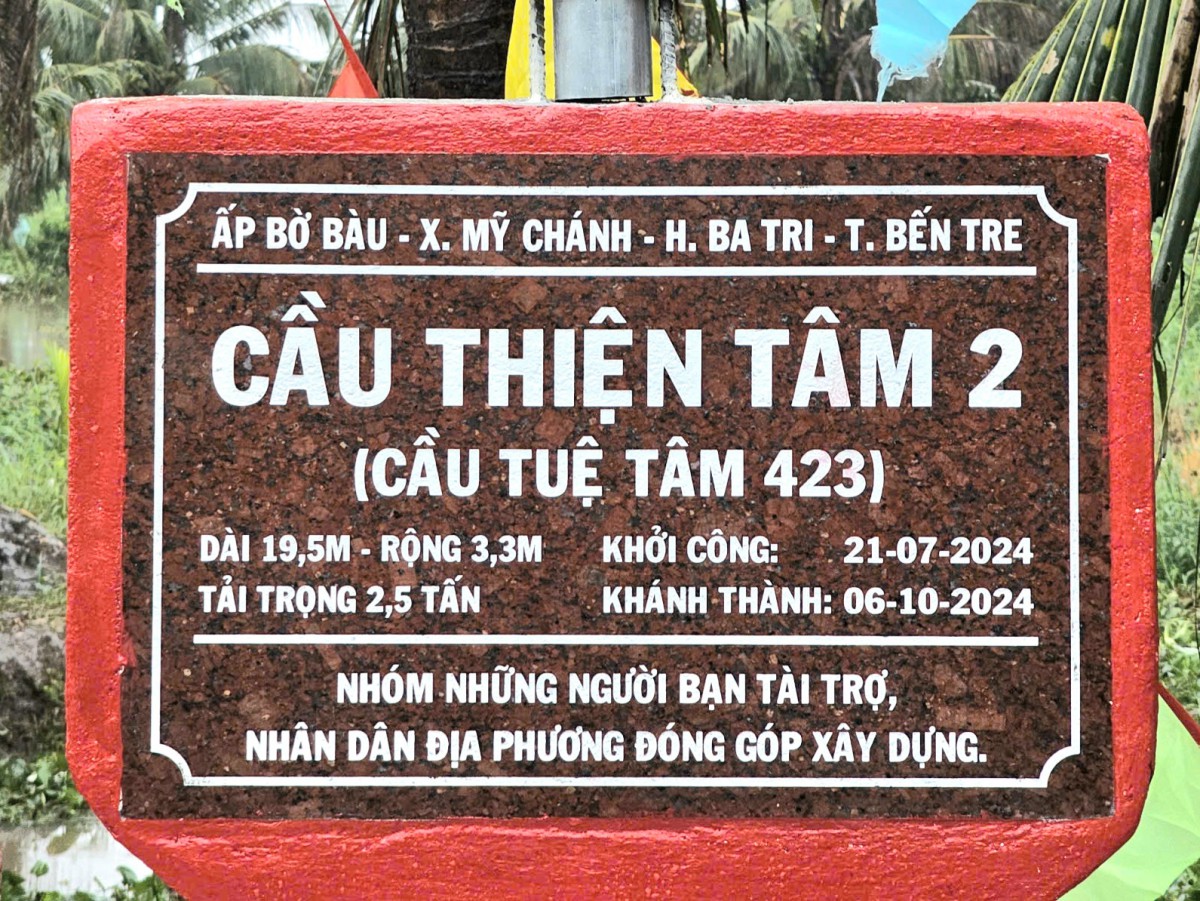 ẤP BỜ BÀU - X. MỸ CHÁNH - H. BA TRI - T. BẾN TRE
CẦU THIỆN TÂM 2
(CẦU TUỆ TÂM 423)
DÀI 19,5M - RỘNG 3,3M KHỞI CÔNG: 21-07-2024
TẢI TRỌNG 2,5 TẤN KHÁNH THÀNH: 06-10-2024
NHÓM NHỮNG NGƯỜI BẠN TÀI TRỢ,
NHÂN DÂN ĐỊA PHƯƠNG ĐÓNG GÓP XÂY DỰNG.